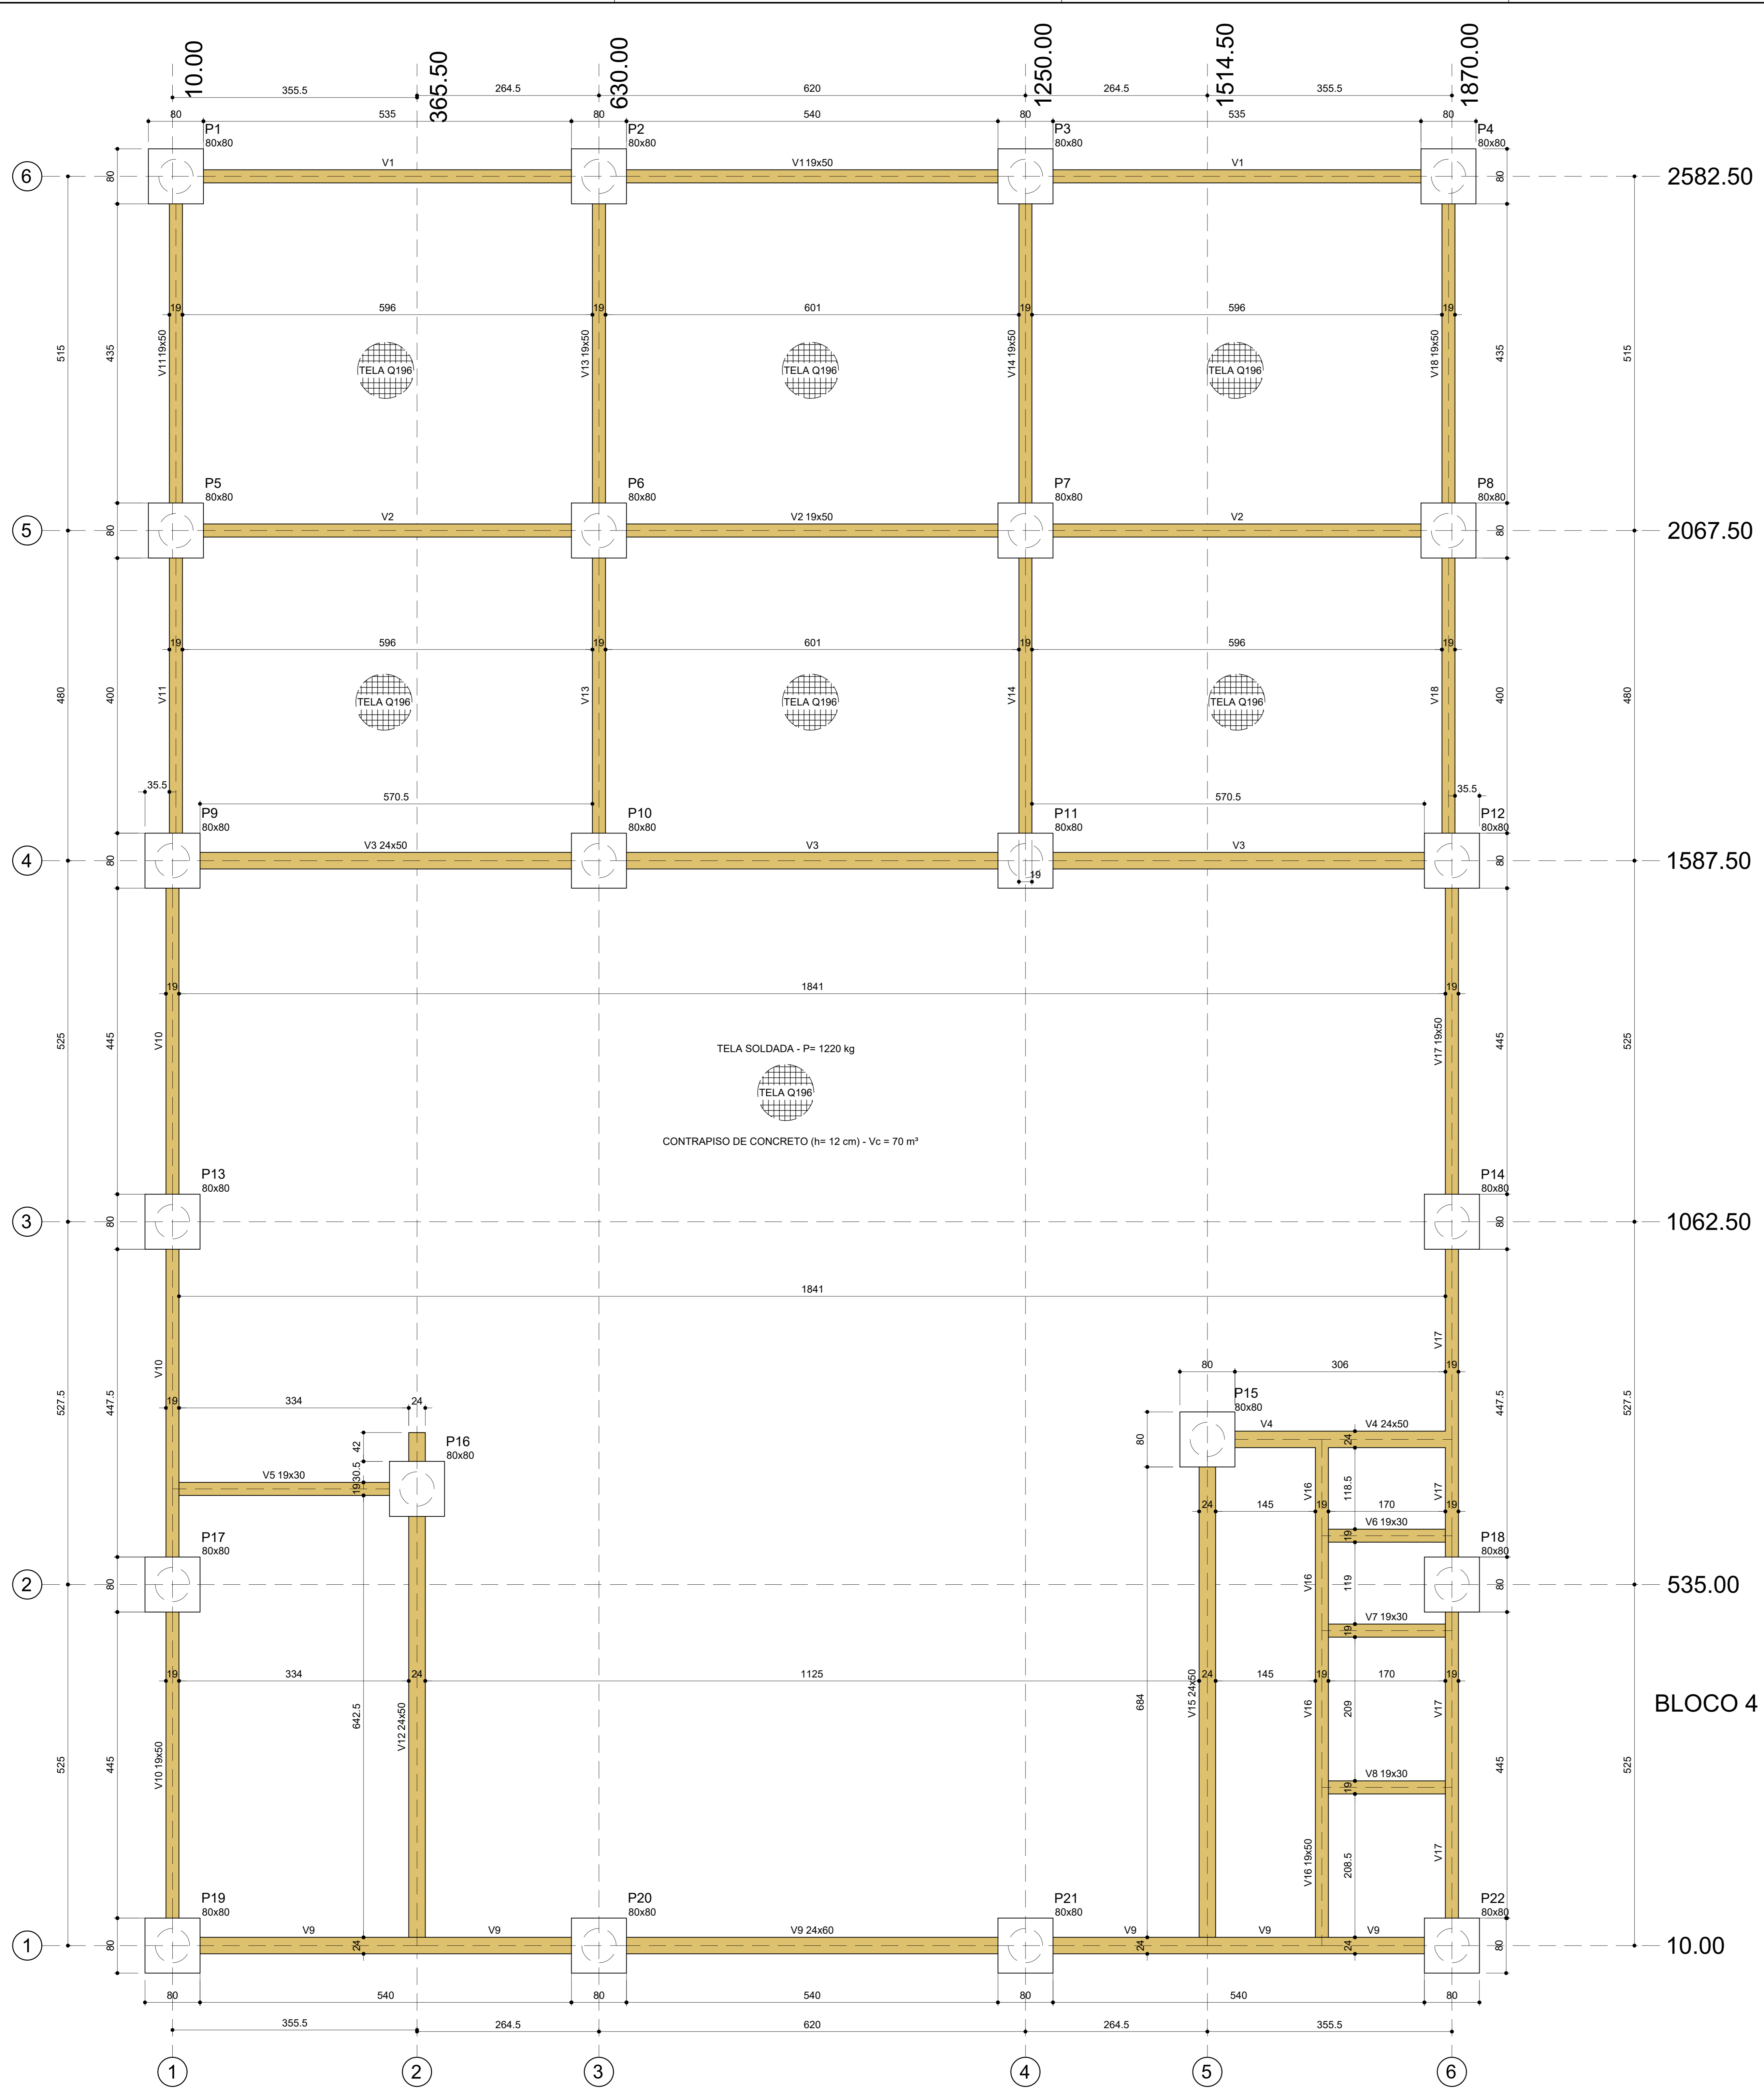 10.00
365.50
630.00
1250.00
1514.50
1870.00
355.5
264.5
620
264.5
355.5
80
535
80
540
80
535
80
P1
80x80
P2
80x80
P3
80x80
P4
80x80
6
80
V1
V1 19x50
V1
80
2582.50
19
596
19
601
19
596
19
515
435
V11 19x50
V13 19x50
V14 19x50
V18 19x50
435
515
TELA Q196
TELA Q196
TELA Q196
P5
80x80
P6
80x80
P7
80x80
P8
80x80
5
80
V2
V2 19x50
V2
80
2067.50
19
596
19
601
19
596
19
480
400
V11
V13
V14
V18
400
480
TELA Q196
TELA Q196
TELA Q196
35.5
570.5
570.5
35.5
P9
80x80
P10
80x80
P11
80x80
P12
80x80
4
80
V3 24x50
V3
V3
80
1587.50
19
19
1841
19
525
445
V10
V17 19x50
445
525
TELA SOLDADA - P= 1220 kg
TELA Q196
CONTRAPISO DE CONCRETO (h= 12 cm) - Vc = 70 m³
P13
80x80
P14
80x80
3
80
80
1062.50
1841
V10
V17
80
306
19
527.5
447.5
19
334
24
P15
80x80
447.5
527.5
42
P16
80x80
80
V4
V4 24x50
24
30.5
19
V5 19x30
V16
118.5
V17
24
145
19
170
19
V6 19x30
19
P17
80x80
P18
80x80
2
80
V16
119
80
535.00
V7 19x30
19
19
334
24
1125
24
145
19
170
19
642.5
V12 24x50
684
V15 24x50
V16
209
V17
BLOCO 4
525
445
V10 19x50
V8 19x30
19
445
525
V16 19x50
208.5
V17
P19
80x80
P20
80x80
P21
80x80
P22
80x80
1
80
V9
24
V9
V9 24x60
V9
24
V9
24
V9
80
10.00
80
540
80
540
80
540
80
355.5
264.5
620
264.5
355.5
1
2
3
4
5
6